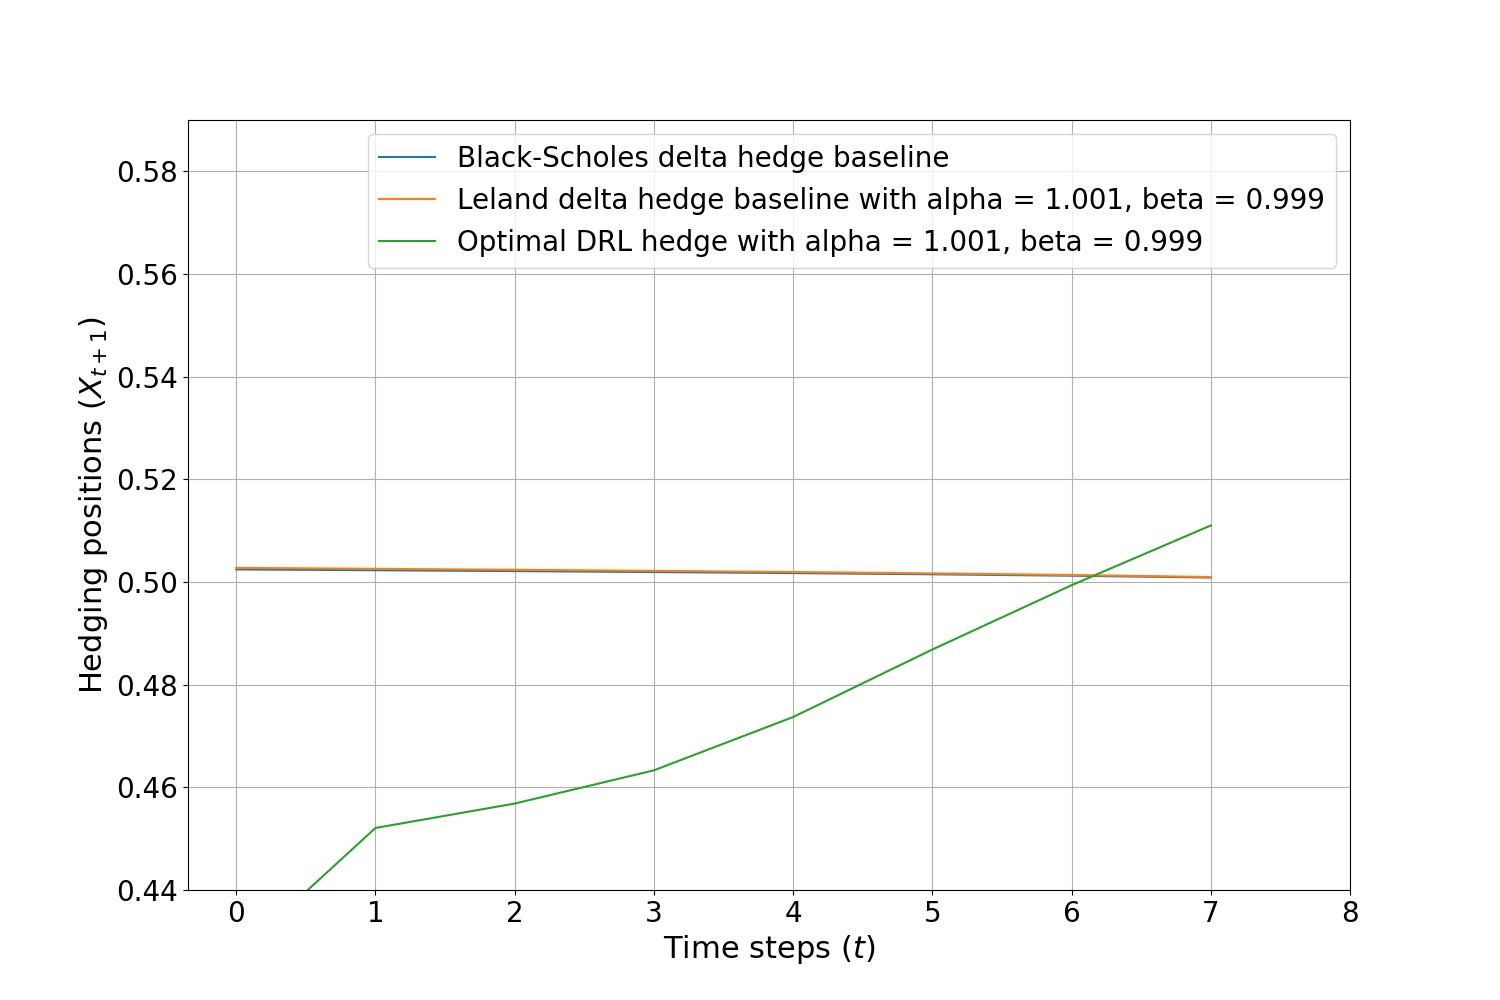 Black-Scholes delta hedge baseline
Leland delta hedge baseline with alpha = 1.001, beta = 0.999
Optimal DRL hedge with alpha = 1.001, beta = 0.999
0.58
0.56
0.54
0.52
0.50
0.48
0.46
0.44
Hedging positions (X_{t+1})
0 1 2 3 4 5 6 7 8
Time steps (t)